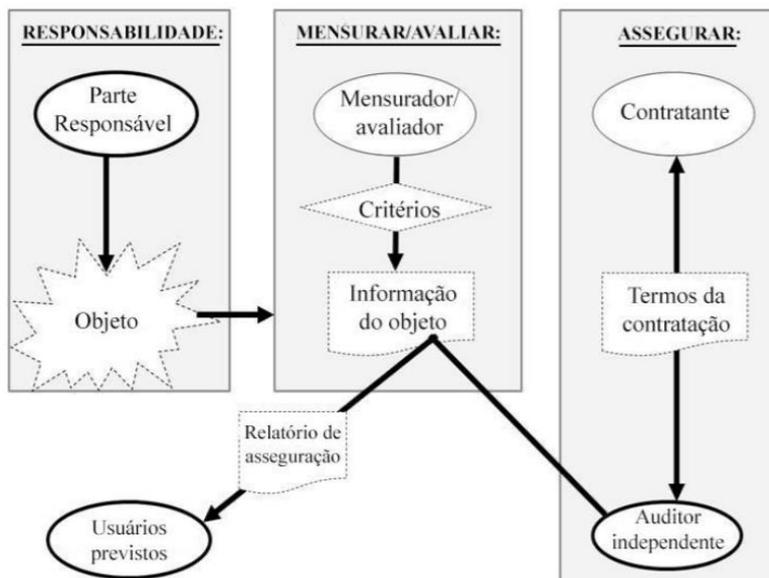 RESPONSABILIDADE:
Parte
Responsável
Objeto
MENSURAR/AVALIAR:
Mensurador/
avaliador
Critérios
Informação
do objeto
ASSEGURAR:
Contratante
Termos da
contratação
Auditor
independente
Relatório de
asseguração
Usuários
previstos